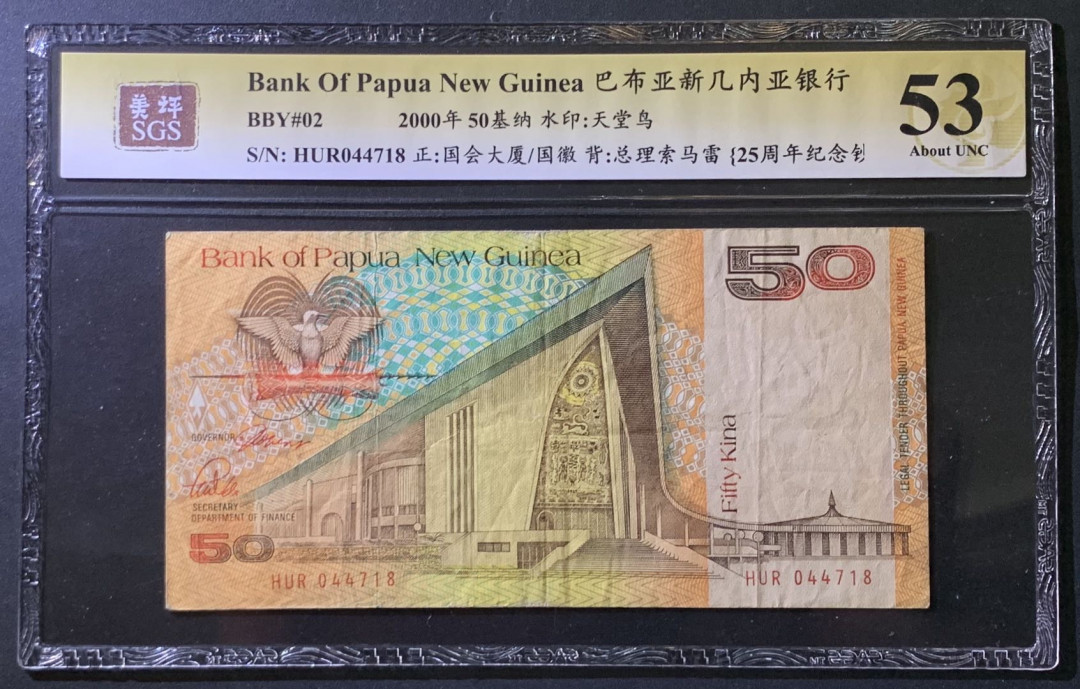 美评
SGS
Bank Of Papua New Guinea 巴布亚新几内亚银行
BBY#02 2000年 50基纳 水印:天堂鸟
S/N: HUR044718 正:国会大厦/国徽 背:总理索马雷 {25周年纪念钞
53
About UNC
Bank of Papua New Guinea
50
LEGAL TENDER THROUGHOUT PAPUA NEW GUINEA
Fifty Kina
GOVERNOR
SECRETARY
DEPARTMENT OF FINANCE
50
HUR 044718
HUR 044718